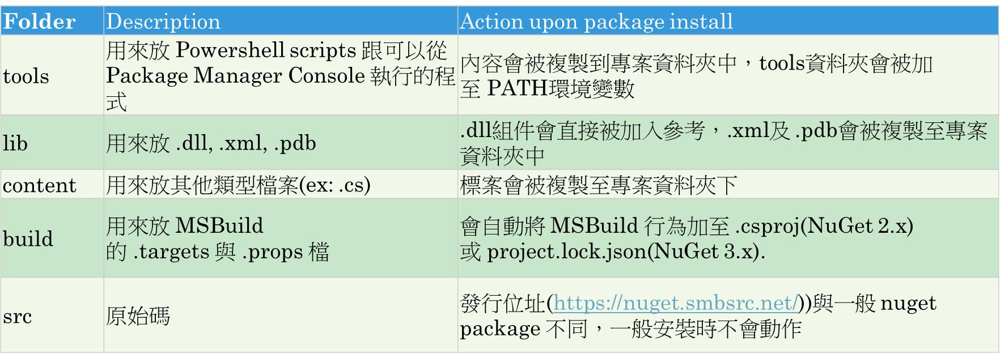 Folder
Description
Action upon package install
tools
用來放 Powershell scripts 跟可以從
Package Manager Console 執行的程
式
內容會被複製到專案資料夾中，tools資料夾會被加
至 PATH環境變數
lib
用來放 .dll, .xml, .pdb
.dll組件會直接被加入參考，.xml及 .pdb會被複製至專案
資料夾中
content
用來放其他類型檔案(ex: .cs)
標案會被複製至專案資料夾下
build
用來放 MSBuild
的 .targets 與 .props 檔
會自動將 MSBuild 行為加至 .csproj(NuGet 2.x)
或 project.lock.json(NuGet 3.x).
src
原始碼
發行位址(https://nuget.smbsrc.net/))與一般 nuget
package 不同，一般安裝時不會動作